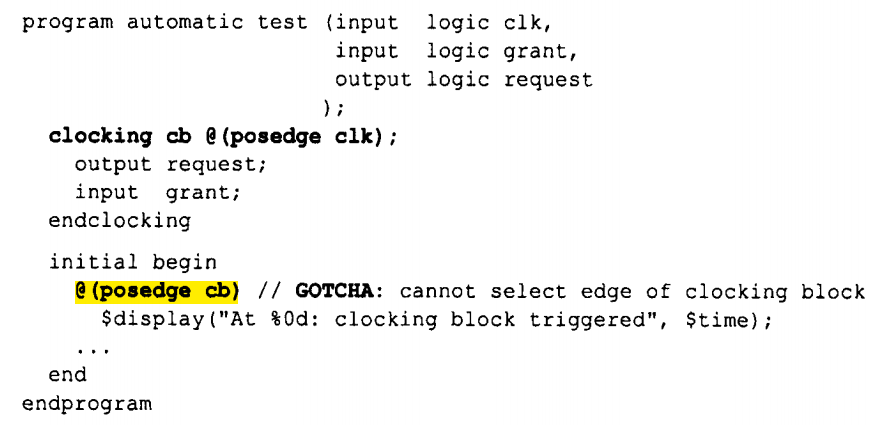 program automatic test (input  logic clk,
                        input  logic grant,
                        output logic request
                       );
  clocking cb @(posedge clk);
    output request;
    input  grant;
  endclocking
  initial begin
    @(posedge cb) // GOTCHA: cannot select edge of clocking block
      $display("At %0d: clocking block triggered", $time);
    ...
  end
endprogram